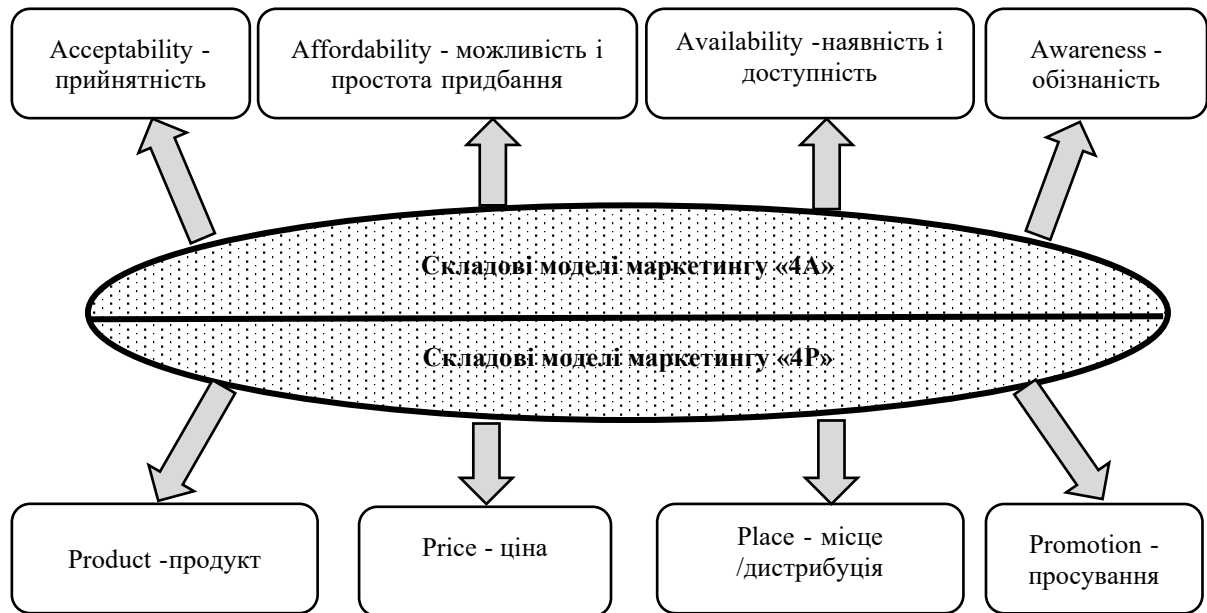 Acceptability -
прийнятність
Affordability - можливість і
простота придбання
Availability -наявність і
доступність
Awareness -
обізнаність
Складові моделі маркетингу «4А»
Складові моделі маркетингу «4Р»
Product -продукт
Price - ціна
Place - місце
/дистрибуція
Promotion -
просування